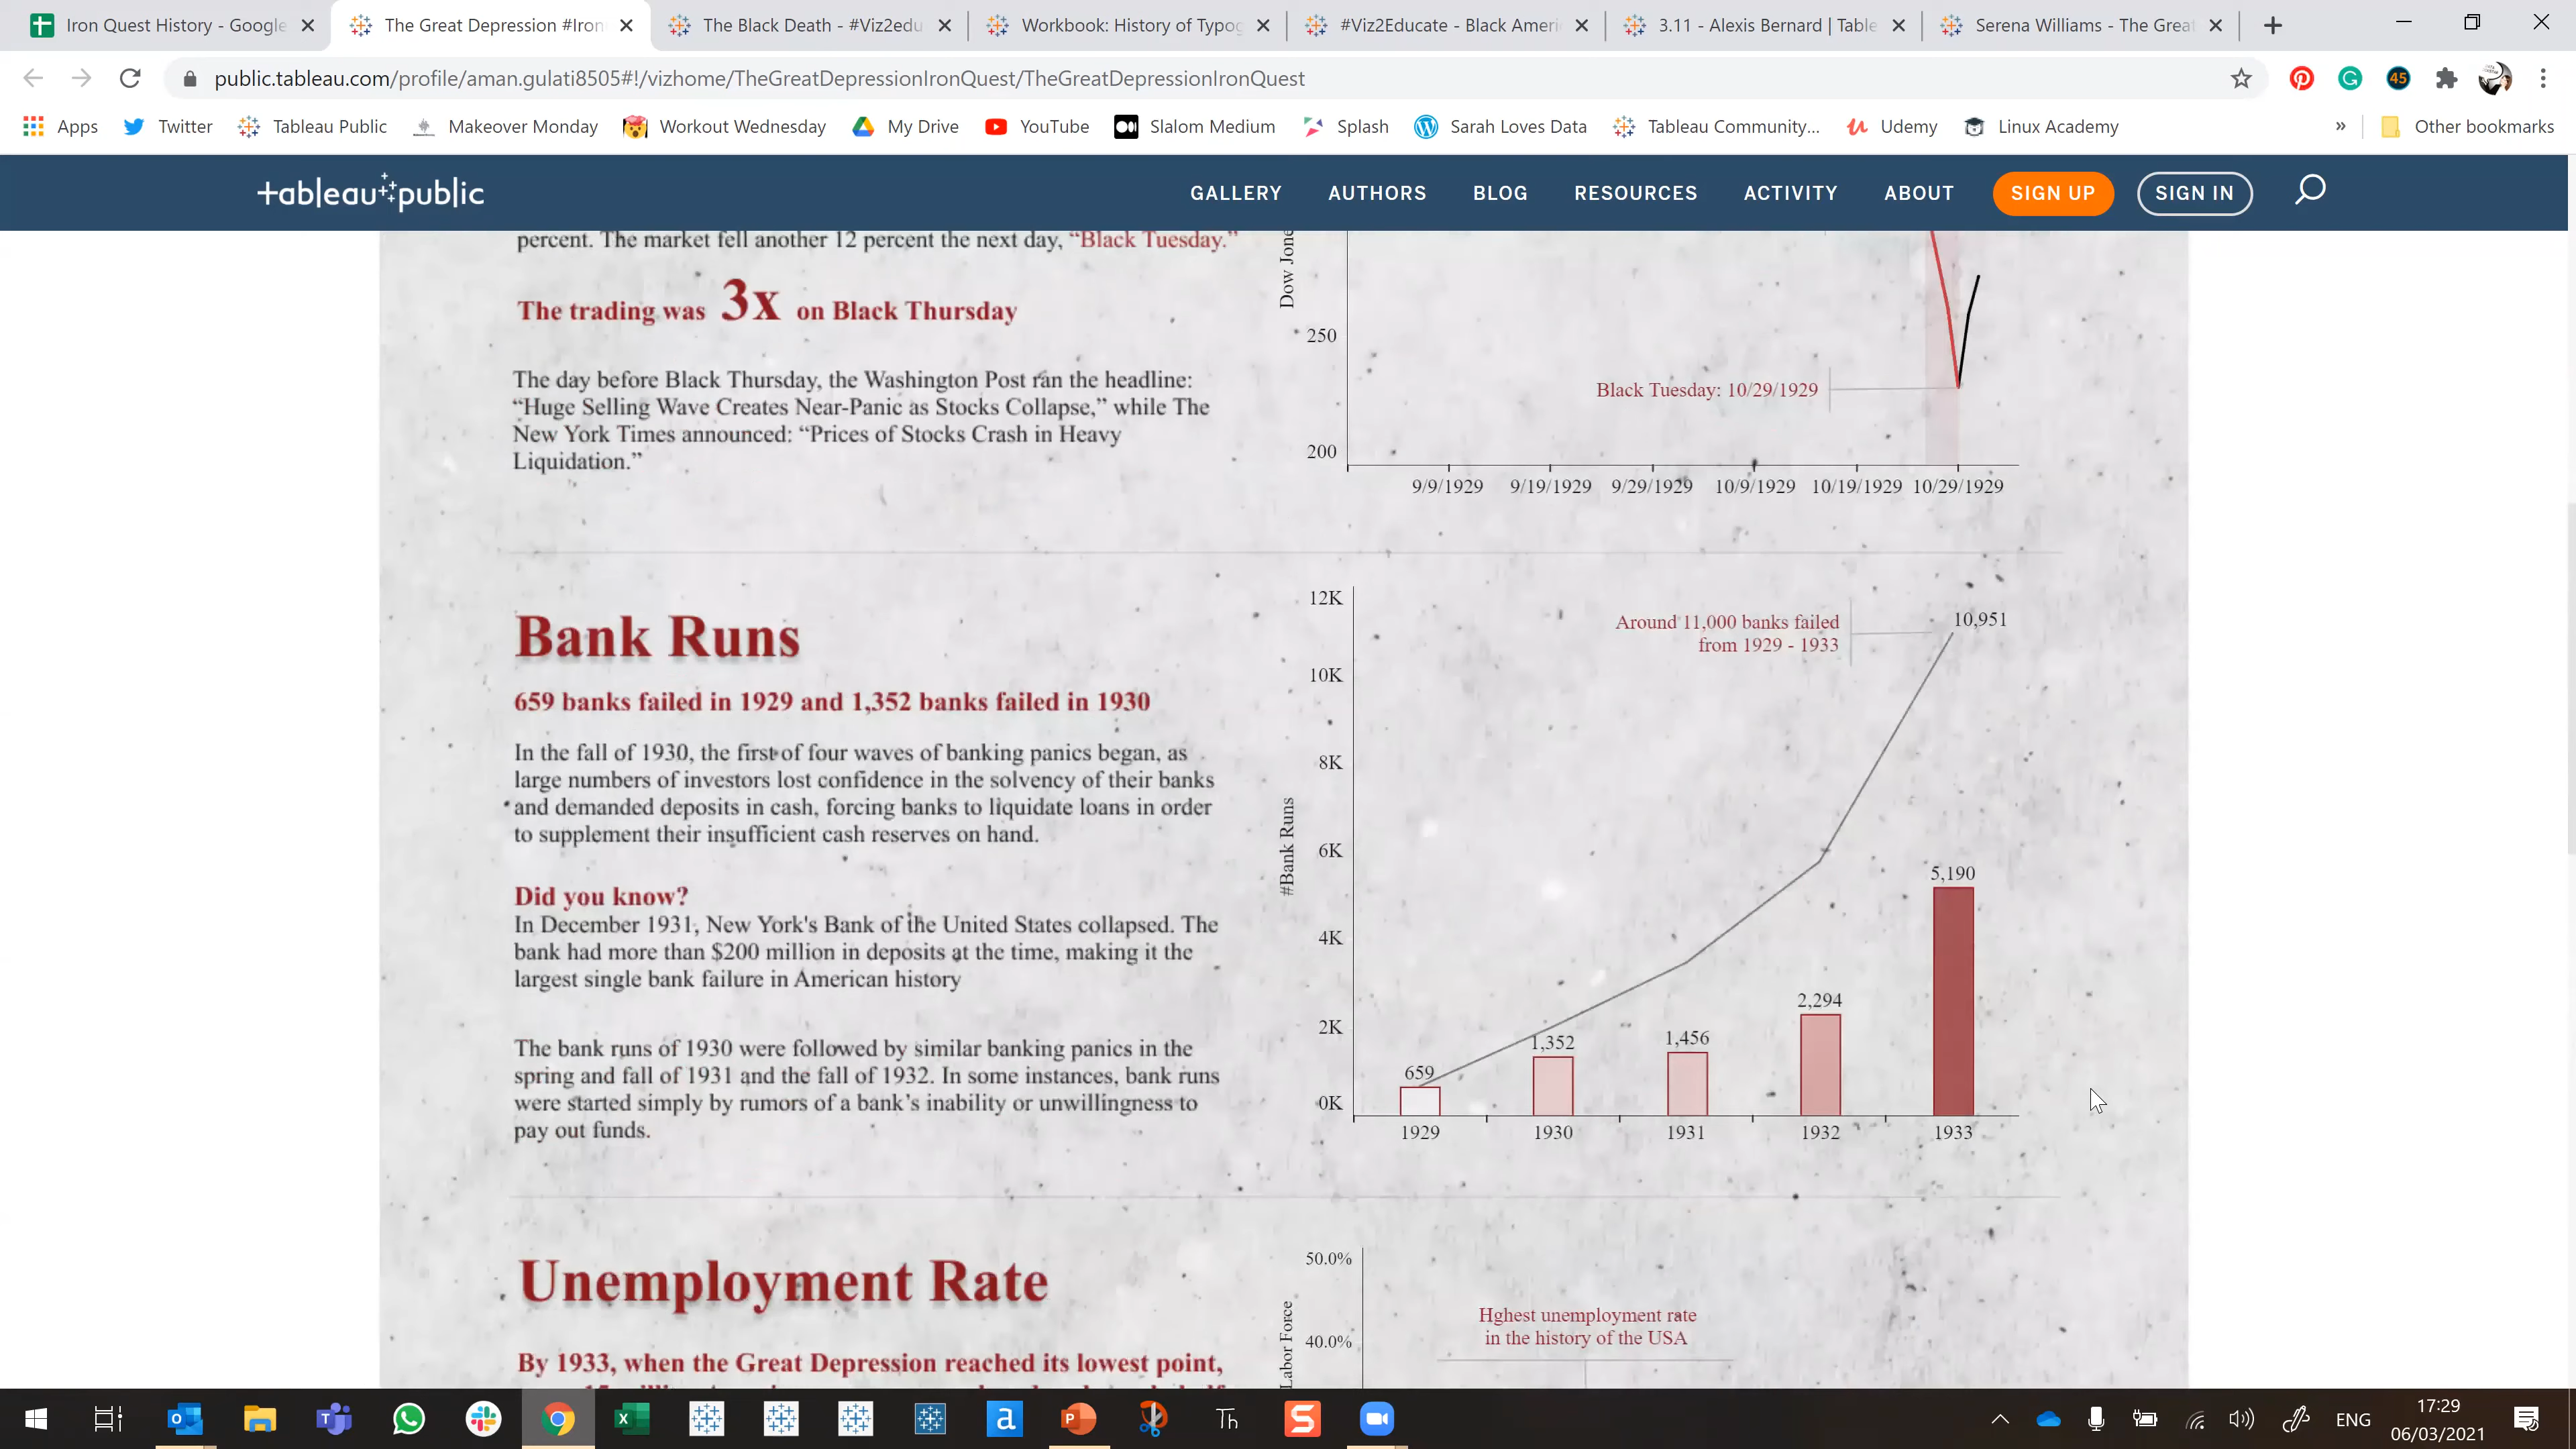 Iron Quest History - Google
The Great Depression #Iron
The Black Death - #Viz2edu
Workbook: History of Typog
#Viz2Educate - Black Ameri
3.11 - Alexis Bernard | Table
Serena Williams - The Great
public.tableau.com/profile/aman.gulati8505#!/vizhome/TheGreatDepressionIronQuest/TheGreatDepressionIronQuest
45
Apps
Twitter
Tableau Public
Makeover Monday
Workout Wednesday
My Drive
YouTube
Slalom Medium
Splash
Sarah Loves Data
Tableau Community...
Udemy
Linux Academy
»
Other bookmarks
+ableau public
GALLERY
AUTHORS
BLOG
RESOURCES
ACTIVITY
ABOUT
SIGN UP
SIGN IN
percent. The market fell another 12 percent the next day, “Black Tuesday.”
The trading was 3x on Black Thursday
The day before Black Thursday, the Washington Post ran the headline:
“Huge Selling Wave Creates Near-Panic as Stocks Collapse,” while The
New York Times announced: “Prices of Stocks Crash in Heavy
Liquidation.”
Dow Jone
250
200
Black Tuesday: 10/29/1929
9/9/1929 9/19/1929 9/29/1929 10/9/1929 10/19/1929 10/29/1929
Bank Runs
659 banks failed in 1929 and 1,352 banks failed in 1930
In the fall of 1930, the first of four waves of banking panics began, as
large numbers of investors lost confidence in the solvency of their banks
and demanded deposits in cash, forcing banks to liquidate loans in order
to supplement their insufficient cash reserves on hand.
Did you know?
In December 1931, New York's Bank of the United States collapsed. The
bank had more than $200 million in deposits at the time, making it the
largest single bank failure in American history
The bank runs of 1930 were followed by similar banking panics in the
spring and fall of 1931 and the fall of 1932. In some instances, bank runs
were started simply by rumors of a bank’s inability or unwillingness to
pay out funds.
#Bank Runs
12K
10K
8K
6K
4K
2K
0K
Around 11,000 banks failed
from 1929 - 1933
10,951
5,190
2,294
1,456
1,352
659
1929 1930 1931 1932 1933
Unemployment Rate
By 1933, when the Great Depression reached its lowest point,
Labor Force
50.0%
40.0%
Hghest unemployment rate
in the history of the USA
Th
ENG
17:29
06/03/2021